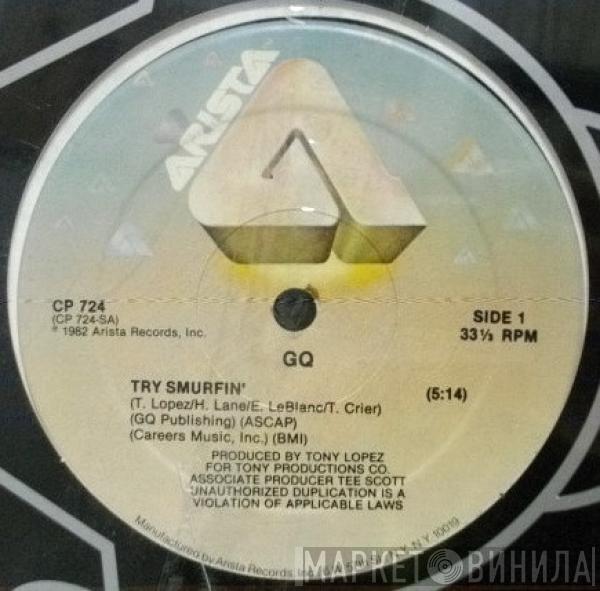 ARISTA
CP 724
(CP 724-SA)
℗ 1982 Arista Records, Inc.
SIDE 1
33⅓ RPM
GQ
TRY SMURFIN'
(5:14)
(T. Lopez/H. Lane/E. LeBlanc/T. Crier)
(GQ Publishing) (ASCAP)
(Careers Music, Inc.) (BMI)
PRODUCED BY TONY LOPEZ
FOR TONY PRODUCTIONS CO.
ASSOCIATE PRODUCER TEE SCOTT
UNAUTHORIZED DUPLICATION IS A
VIOLATION OF APPLICABLE LAWS
Manufactured by Arista Records, Inc. N.Y. 10019
МАРКЕТ ВИНИЛА